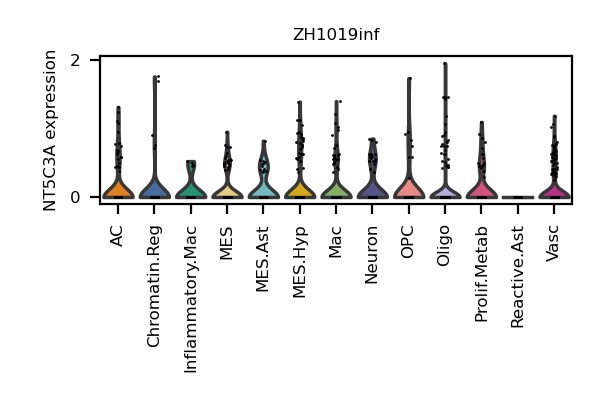 ZH1019inf
NT5C3A expression
2
0
AC
Chromatin.Reg
Inflammatory.Mac
MES
MES.Ast
MES.Hyp
Mac
Neuron
OPC
Oligo
Prolif.Metab
Reactive.Ast
Vasc